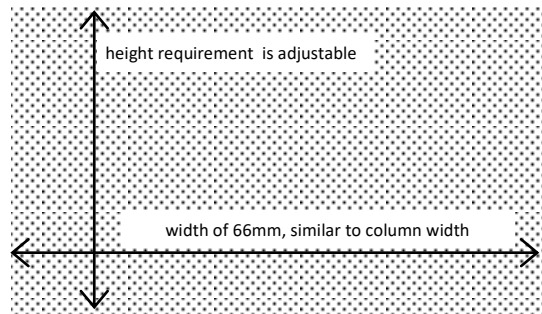 height requirement is adjustable
width of 66mm, similar to column width